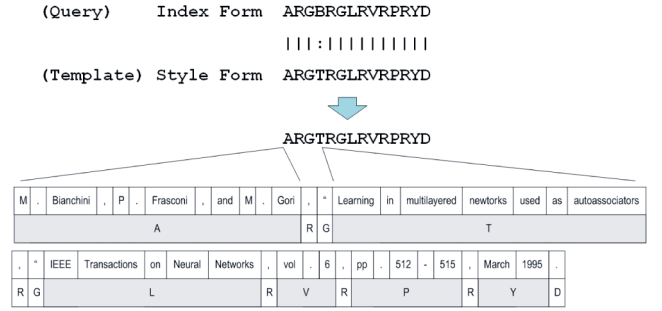 (Query) Index Form ARGBRGLRVRPRYD
|||:||||||||||
(Template) Style Form ARGTRGLRVRPRYD
ARGTRGLRVRPRYD
M . Bianchini , P . Frasconi , and M . Gori , “ Learning in multilayered newtorks used as autoassociators
A R G T
, “ IEEE Transactions on Neural Networks , vol . 6 , pp . 512 - 515 , March 1995 .
R G L R V R P R Y D